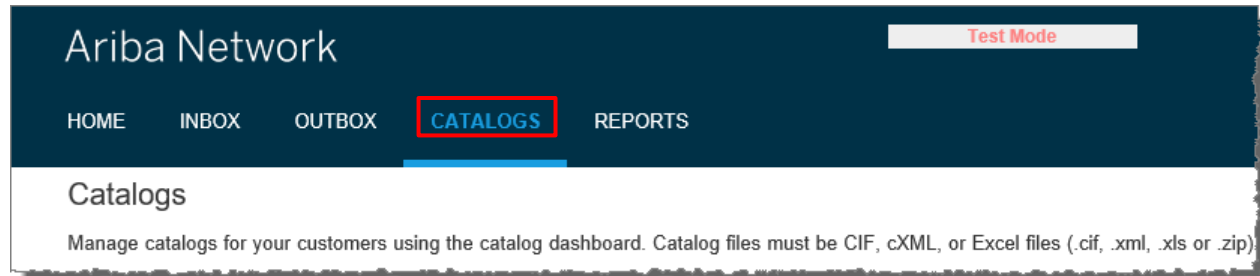 Ariba Network
Test Mode
HOME INBOX OUTBOX CATALOGS REPORTS
Catalogs
Manage catalogs for your customers using the catalog dashboard. Catalog files must be CIF, cXML, or Excel files (.cif, .xml, .xls or .zip)